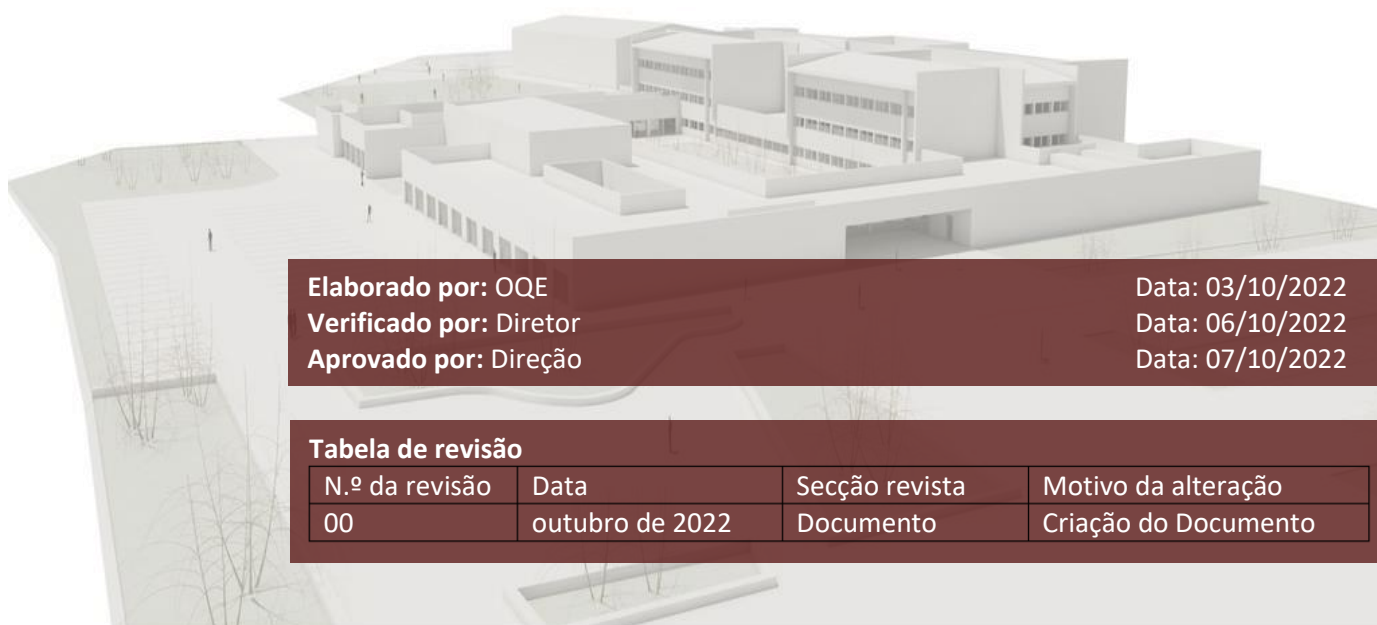 Elaborado por: OQE Data: 03/10/2022
Verificado por: Diretor Data: 06/10/2022
Aprovado por: Direção Data: 07/10/2022
Tabela de revisão
N.º da revisão Data Secção revista Motivo da alteração
00 outubro de 2022 Documento Criação do Documento